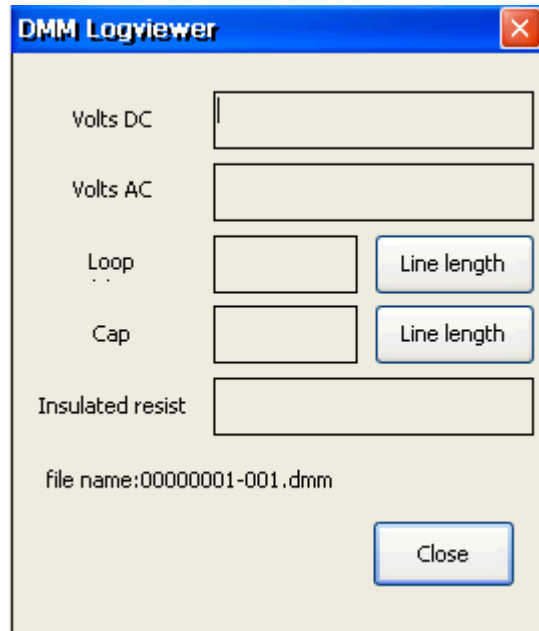 DMM Logviewer
Volts DC
Volts AC
Loop
Line length
Cap
Line length
Insulated resist
file name:00000001-001.dmm
Close